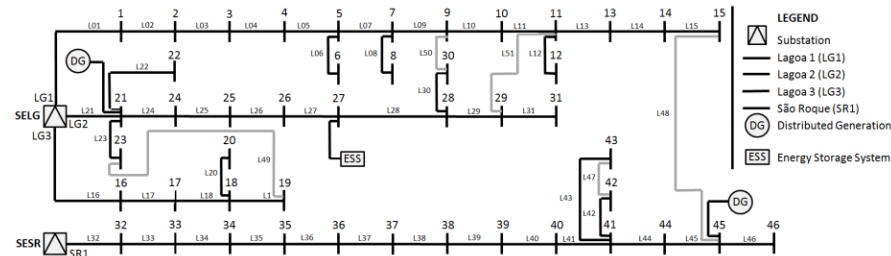 1 2 3 4 5 7 9 10 11 13 14 15
L01 L02 L03 L04 L05 L07 L09 L10 L11 L13 L14 L15
L06 L08 L50 L51 L12
22 6 8 30 12
DG L22
L30
LG1 21 24 25 26 27 28 29 31
SELG L21 L24 L25 L26 L27 L28 L29 L31
LG2
LG3 L23 23 20 ESS 43
L48
L20 L49 L47
16 17 18 19 L43 42 DG
L16 L17 L18 L1 L42
32 33 34 35 36 37 38 39 40 41 44 45 46
SESR L32 L33 L34 L35 L36 L37 L38 L39 L40 L41 L44 L45 L46
SR1
LEGEND
Substation
Lagoa 1 (LG1)
Lagoa 2 (LG2)
Lagoa 3 (LG3)
São Roque (SR1)
DG Distributed Generation
ESS Energy Storage System